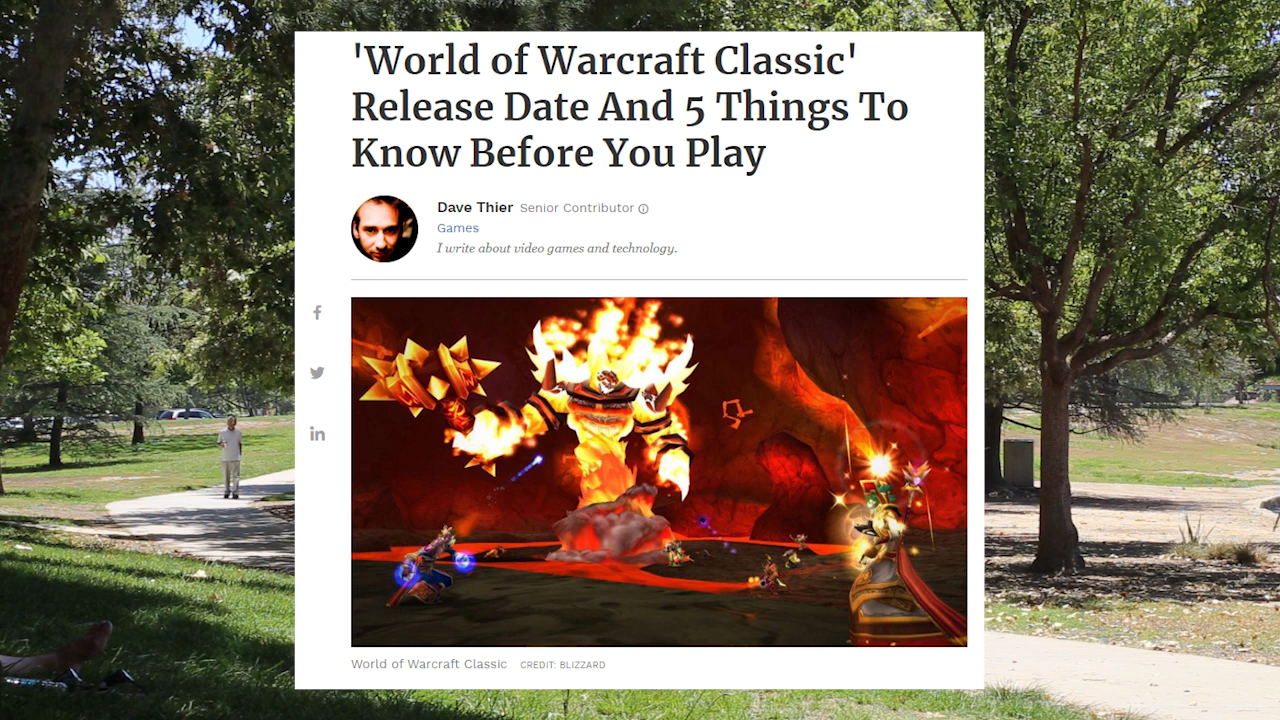 'World of Warcraft Classic'
Release Date And 5 Things To
Know Before You Play
Dave Thier Senior Contributor
Games
I write about video games and technology.
World of Warcraft Classic CREDIT: BLIZZARD